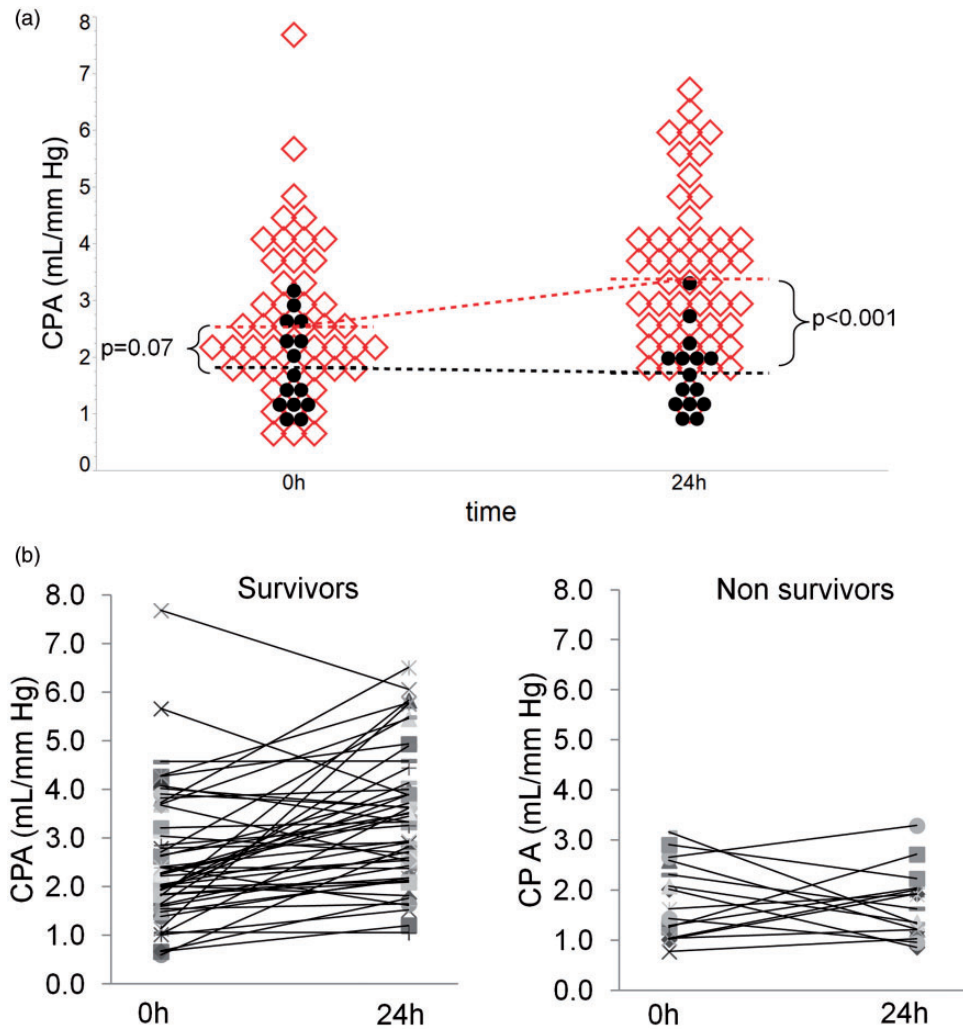 (a)
8
7
6
5
4
3
2
1
0
CPA (mL/mm Hg)
p=0.07
p<0.001
0h
24h
time
(b)
Survivors
8.0
7.0
6.0
5.0
4.0
3.0
2.0
1.0
0.0
CPA (mL/mm Hg)
0h
24h
Non survivors
8.0
7.0
6.0
5.0
4.0
3.0
2.0
1.0
0.0
CP A (mL/mm Hg)
0h
24h